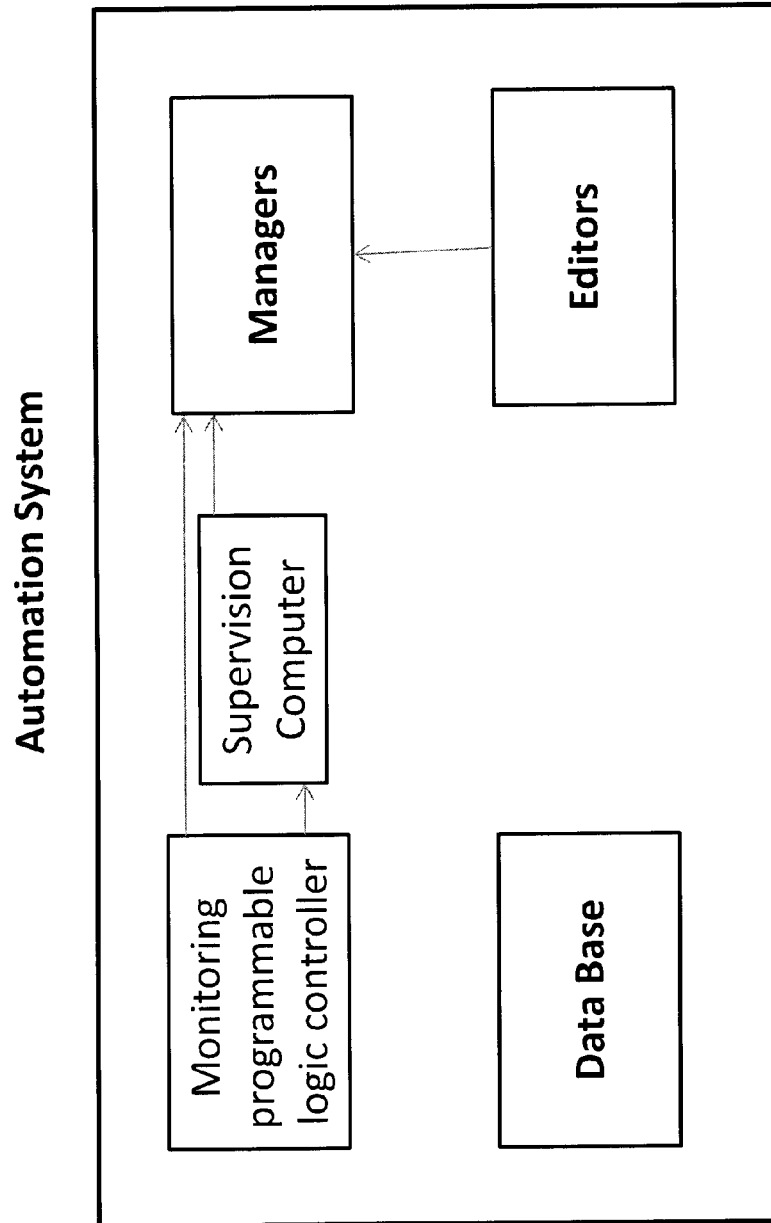 Automation System
Monitoring
programmable
logic controller
Supervision
Computer
Managers
Data Base
Editors